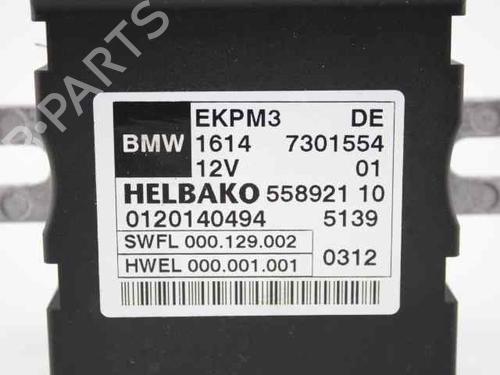 B-PARTS
EKPM3 DE
BMW 1614 7301554
12V 01
HELBAKO 558921 10
0120140494 5139
SWFL 000.129.002
HWEL 000.001.001 0312